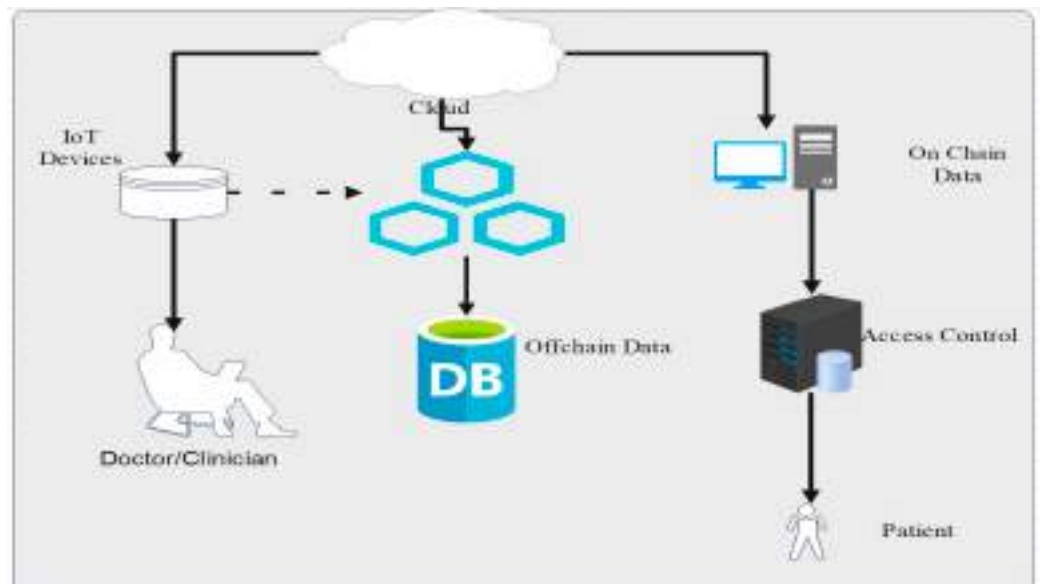 Cloud
IoT
Devices
On Chain
Data
Offchain Data
DB
Access Control
Doctor/Clinician
Patient